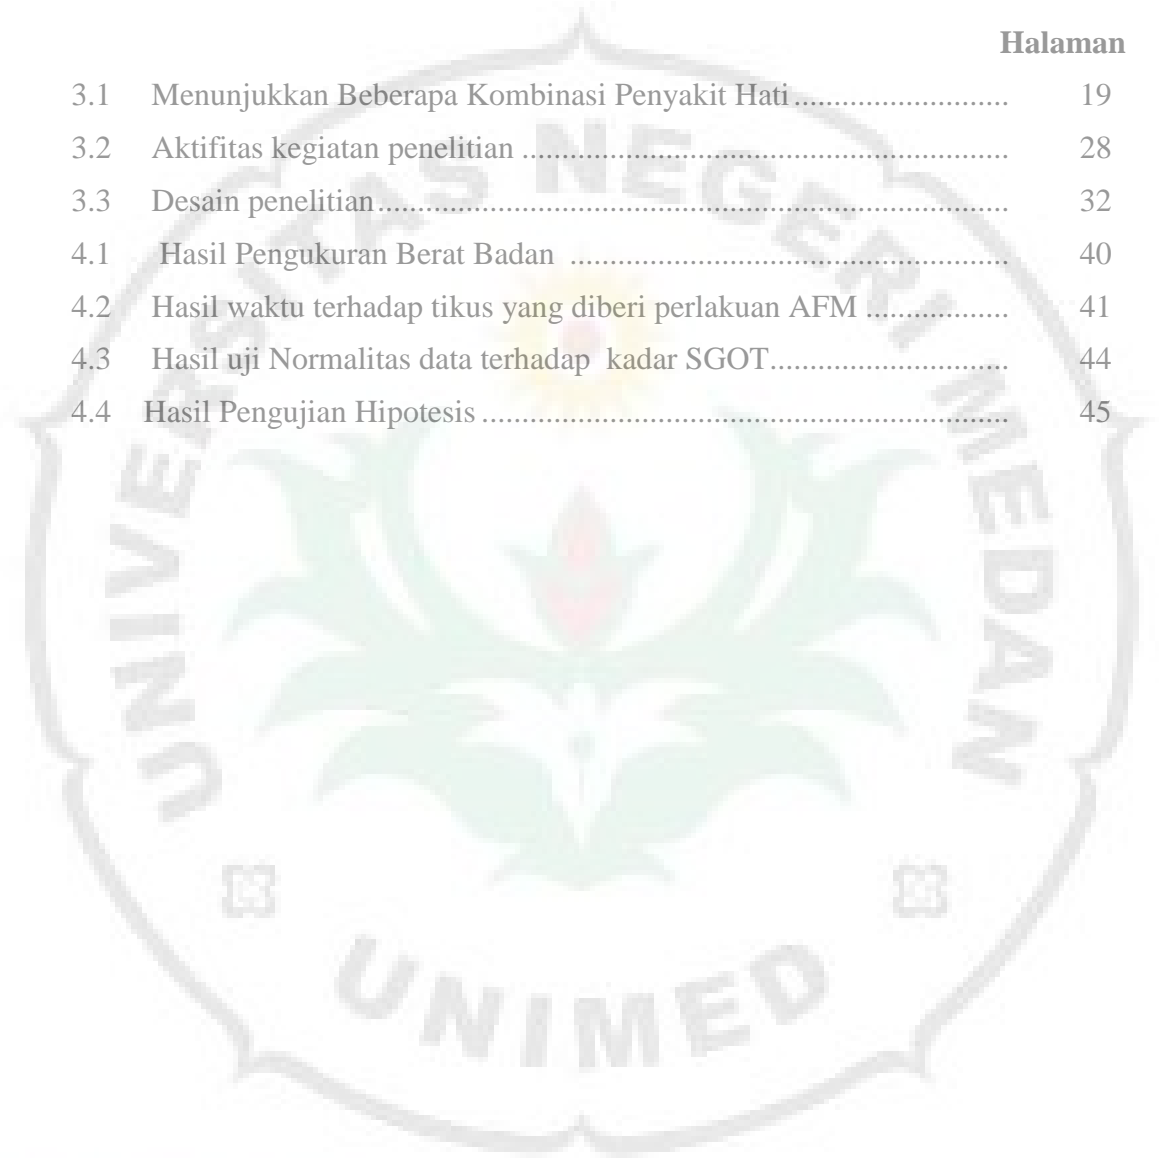 Halaman
3.1 Menunjukkan Beberapa Kombinasi Penyakit Hati........................... 19
3.2 Aktifitas kegiatan penelitian ............................................................. 28
3.3 Desain penelitian............................................................................... 32
4.1 Hasil Pengukuran Berat Badan ....................................................... 40
4.2 Hasil waktu terhadap tikus yang diberi perlakuan AFM .................. 41
4.3 Hasil uji Normalitas data terhadap kadar SGOT.............................. 44
4.4 Hasil Pengujian Hipotesis .................................................................. 45
UNIVERSITAS NEGERI MEDAN
UNIMED